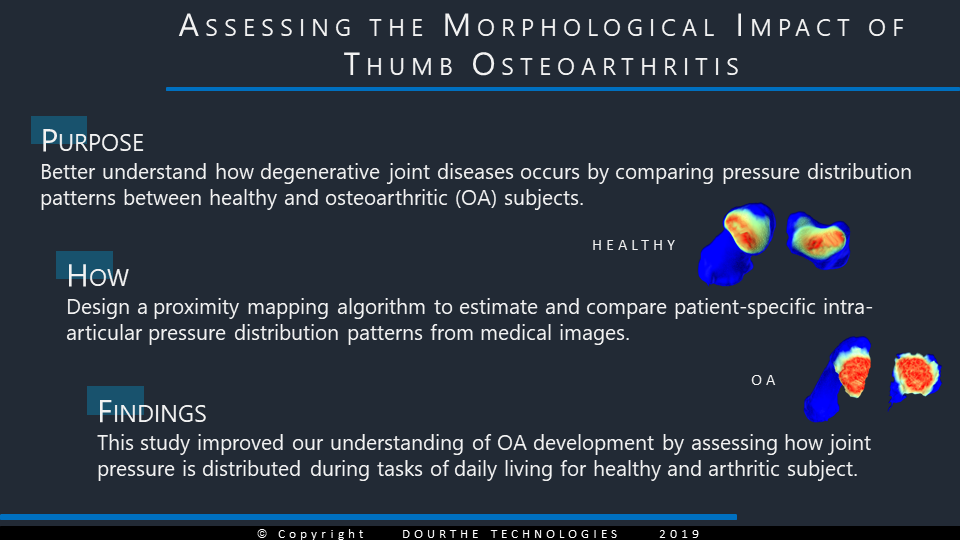 ASSESSING THE MORPHOLOGICAL IMPACT OF
THUMB OSTEOARTHRITIS
PURPOSE
Better understand how degenerative joint diseases occurs by comparing pressure distribution
patterns between healthy and osteoarthritic (OA) subjects.
HEALTHY
HOW
Design a proximity mapping algorithm to estimate and compare patient-specific intra-
articular pressure distribution patterns from medical images.
OA
FINDINGS
This study improved our understanding of OA development by assessing how joint
pressure is distributed during tasks of daily living for healthy and arthritic subject.
© Copyright DOURTHE TECHNOLOGIES 2019